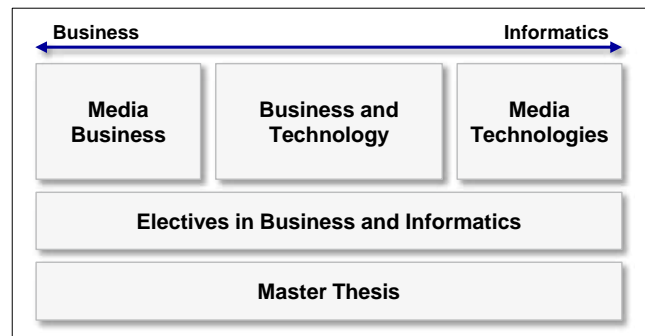 Business Informatics
Media
Business
Business and
Technology
Media
Technologies
Electives in Business and Informatics
Master Thesis